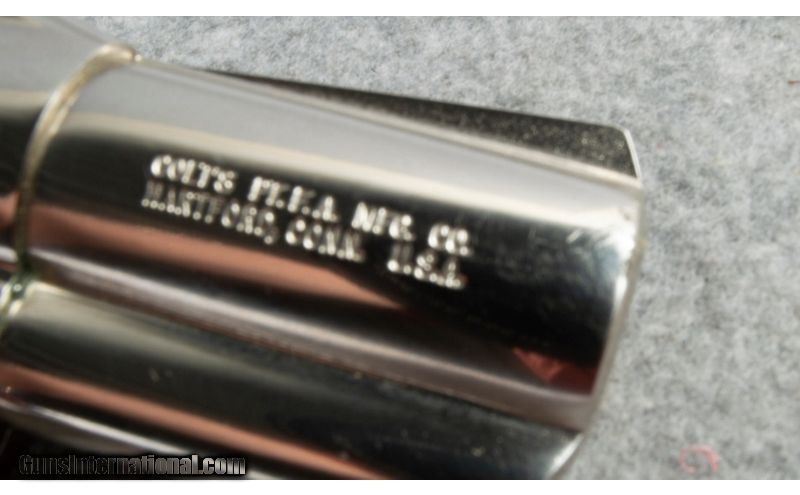 COLT'S PT.F.A. MFG. CO.
HARTFORD, CONN. U.S.A.
GunsInternational.com